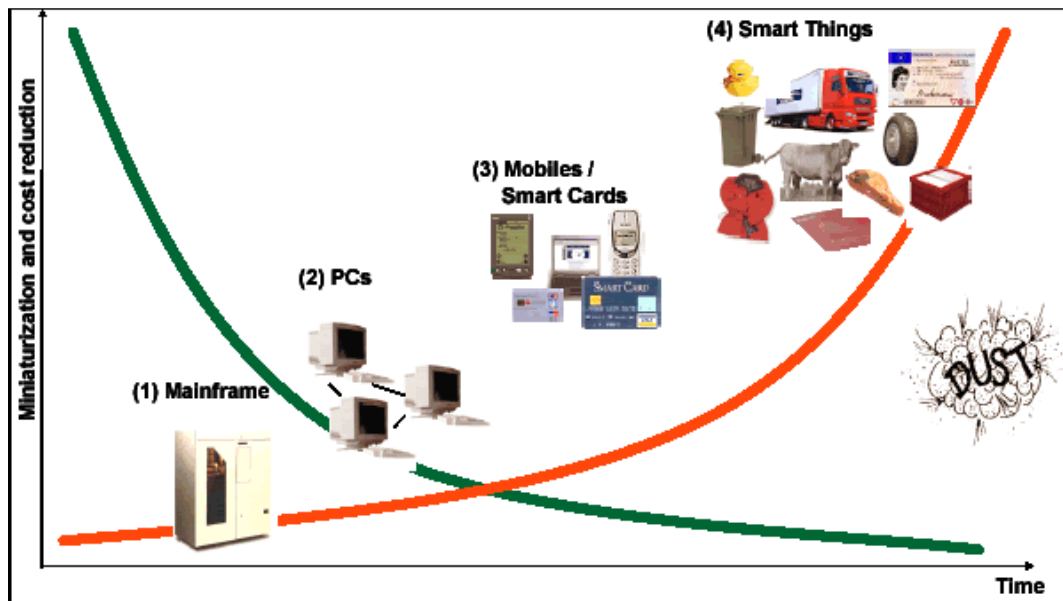 (4) Smart Things
(3) Mobiles /
Smart Cards
SMART CARD
(2) PCs
(1) Mainframe
DUST
Miniaturization and cost reduction
Time